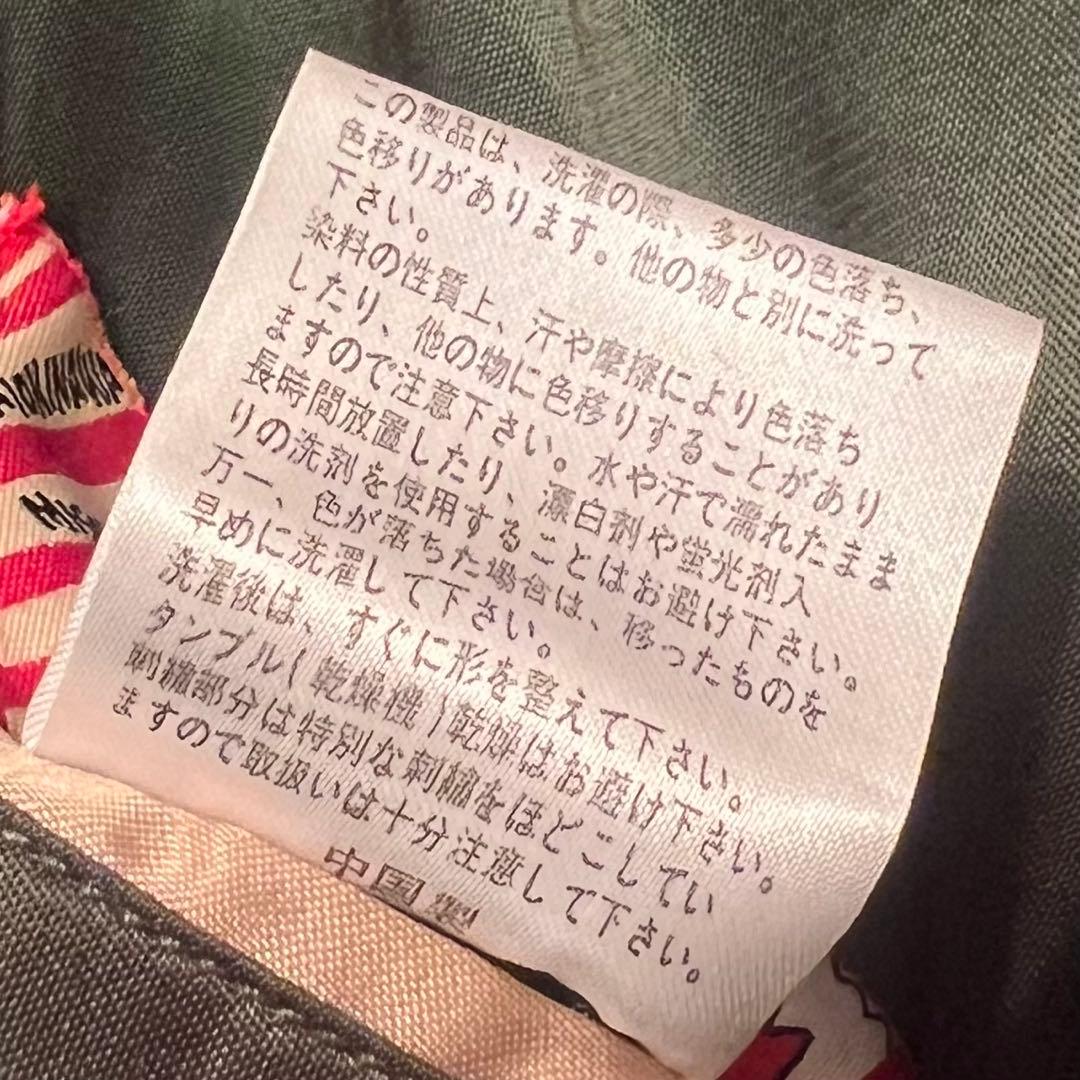 この製品は、洗濯の際、多少の色落ち、
色移りがあります。他の物と別に洗って
下さい。
染料の性質上、汗や摩擦により色落ち
したり、他の物に色移りすることがあり
ますので注意下さい。水や汗で濡れたまま
長時間放置したり、漂白剤や蛍光剤入
りの洗剤を使用することはお避け下さい。
万一、色が落ちた場合は、移ったものを
早めに洗濯して下さい。
洗濯後は、すぐに形を整えて下さい。
タンブル(乾燥機)乾燥はお避け下さい。
刺繍部分は特別な刺繍をほどこしてい
ますので取扱いは十分注意して下さい。
中国製